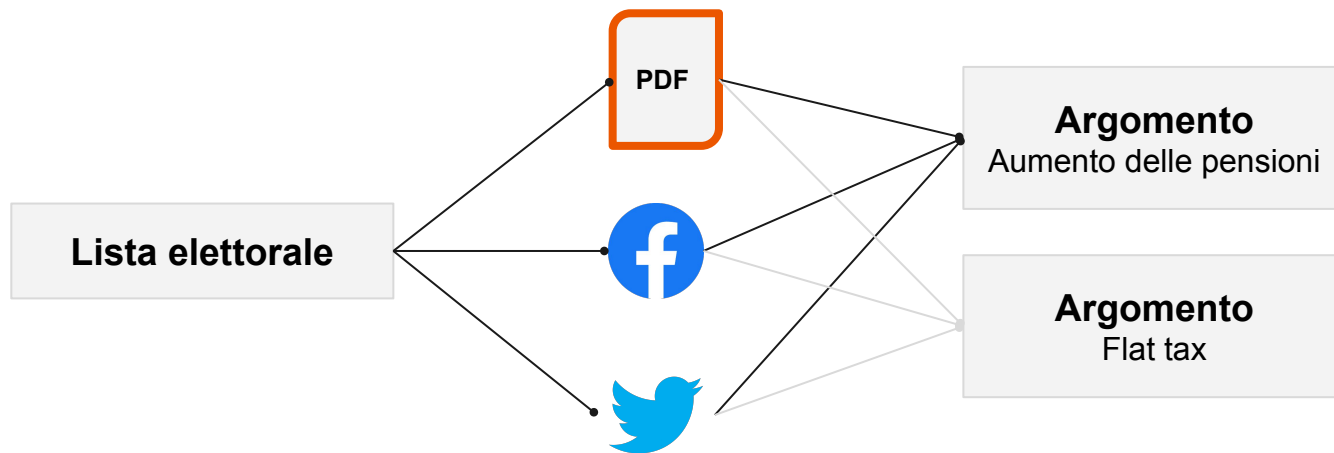 PDF
Argomento
Aumento delle pensioni
Lista elettorale
Argomento
Flat tax